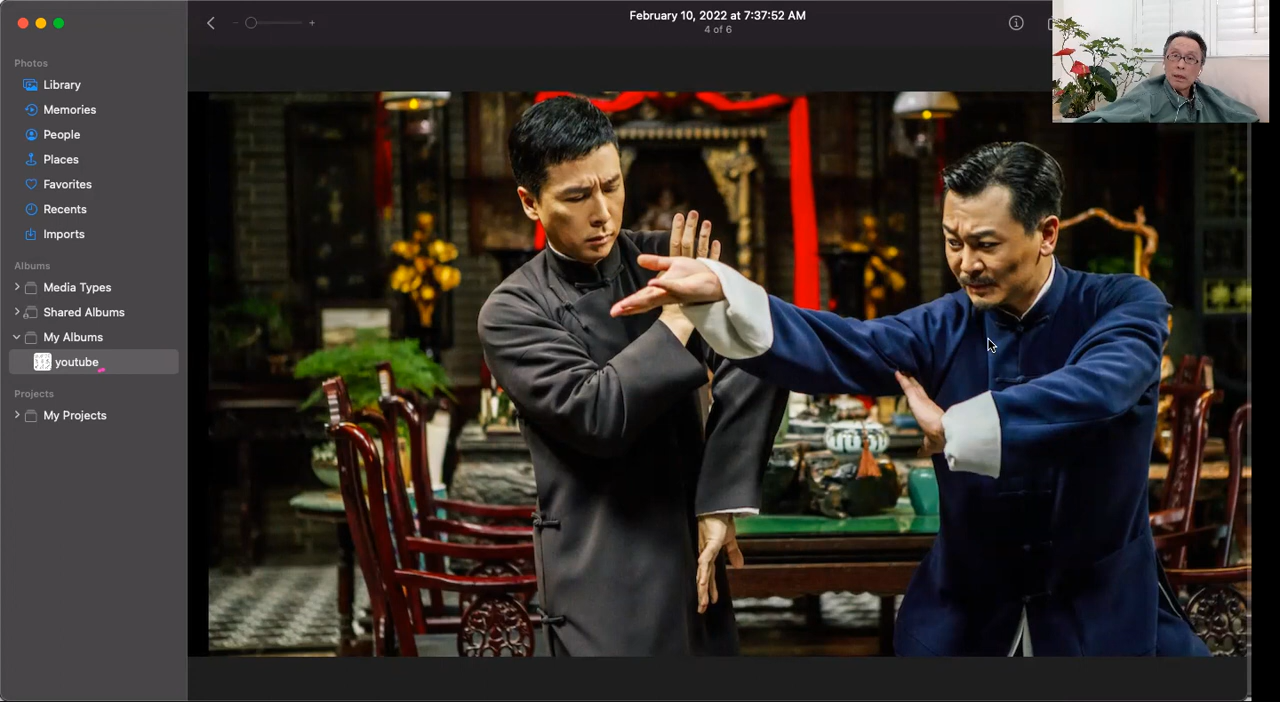 February 10, 2022 at 7:37:52 AM
4 of 6
Photos
Library
Memories
People
Places
Favorites
Recents
Imports
Albums
Media Types
Shared Albums
My Albums
youtube
Projects
My Projects